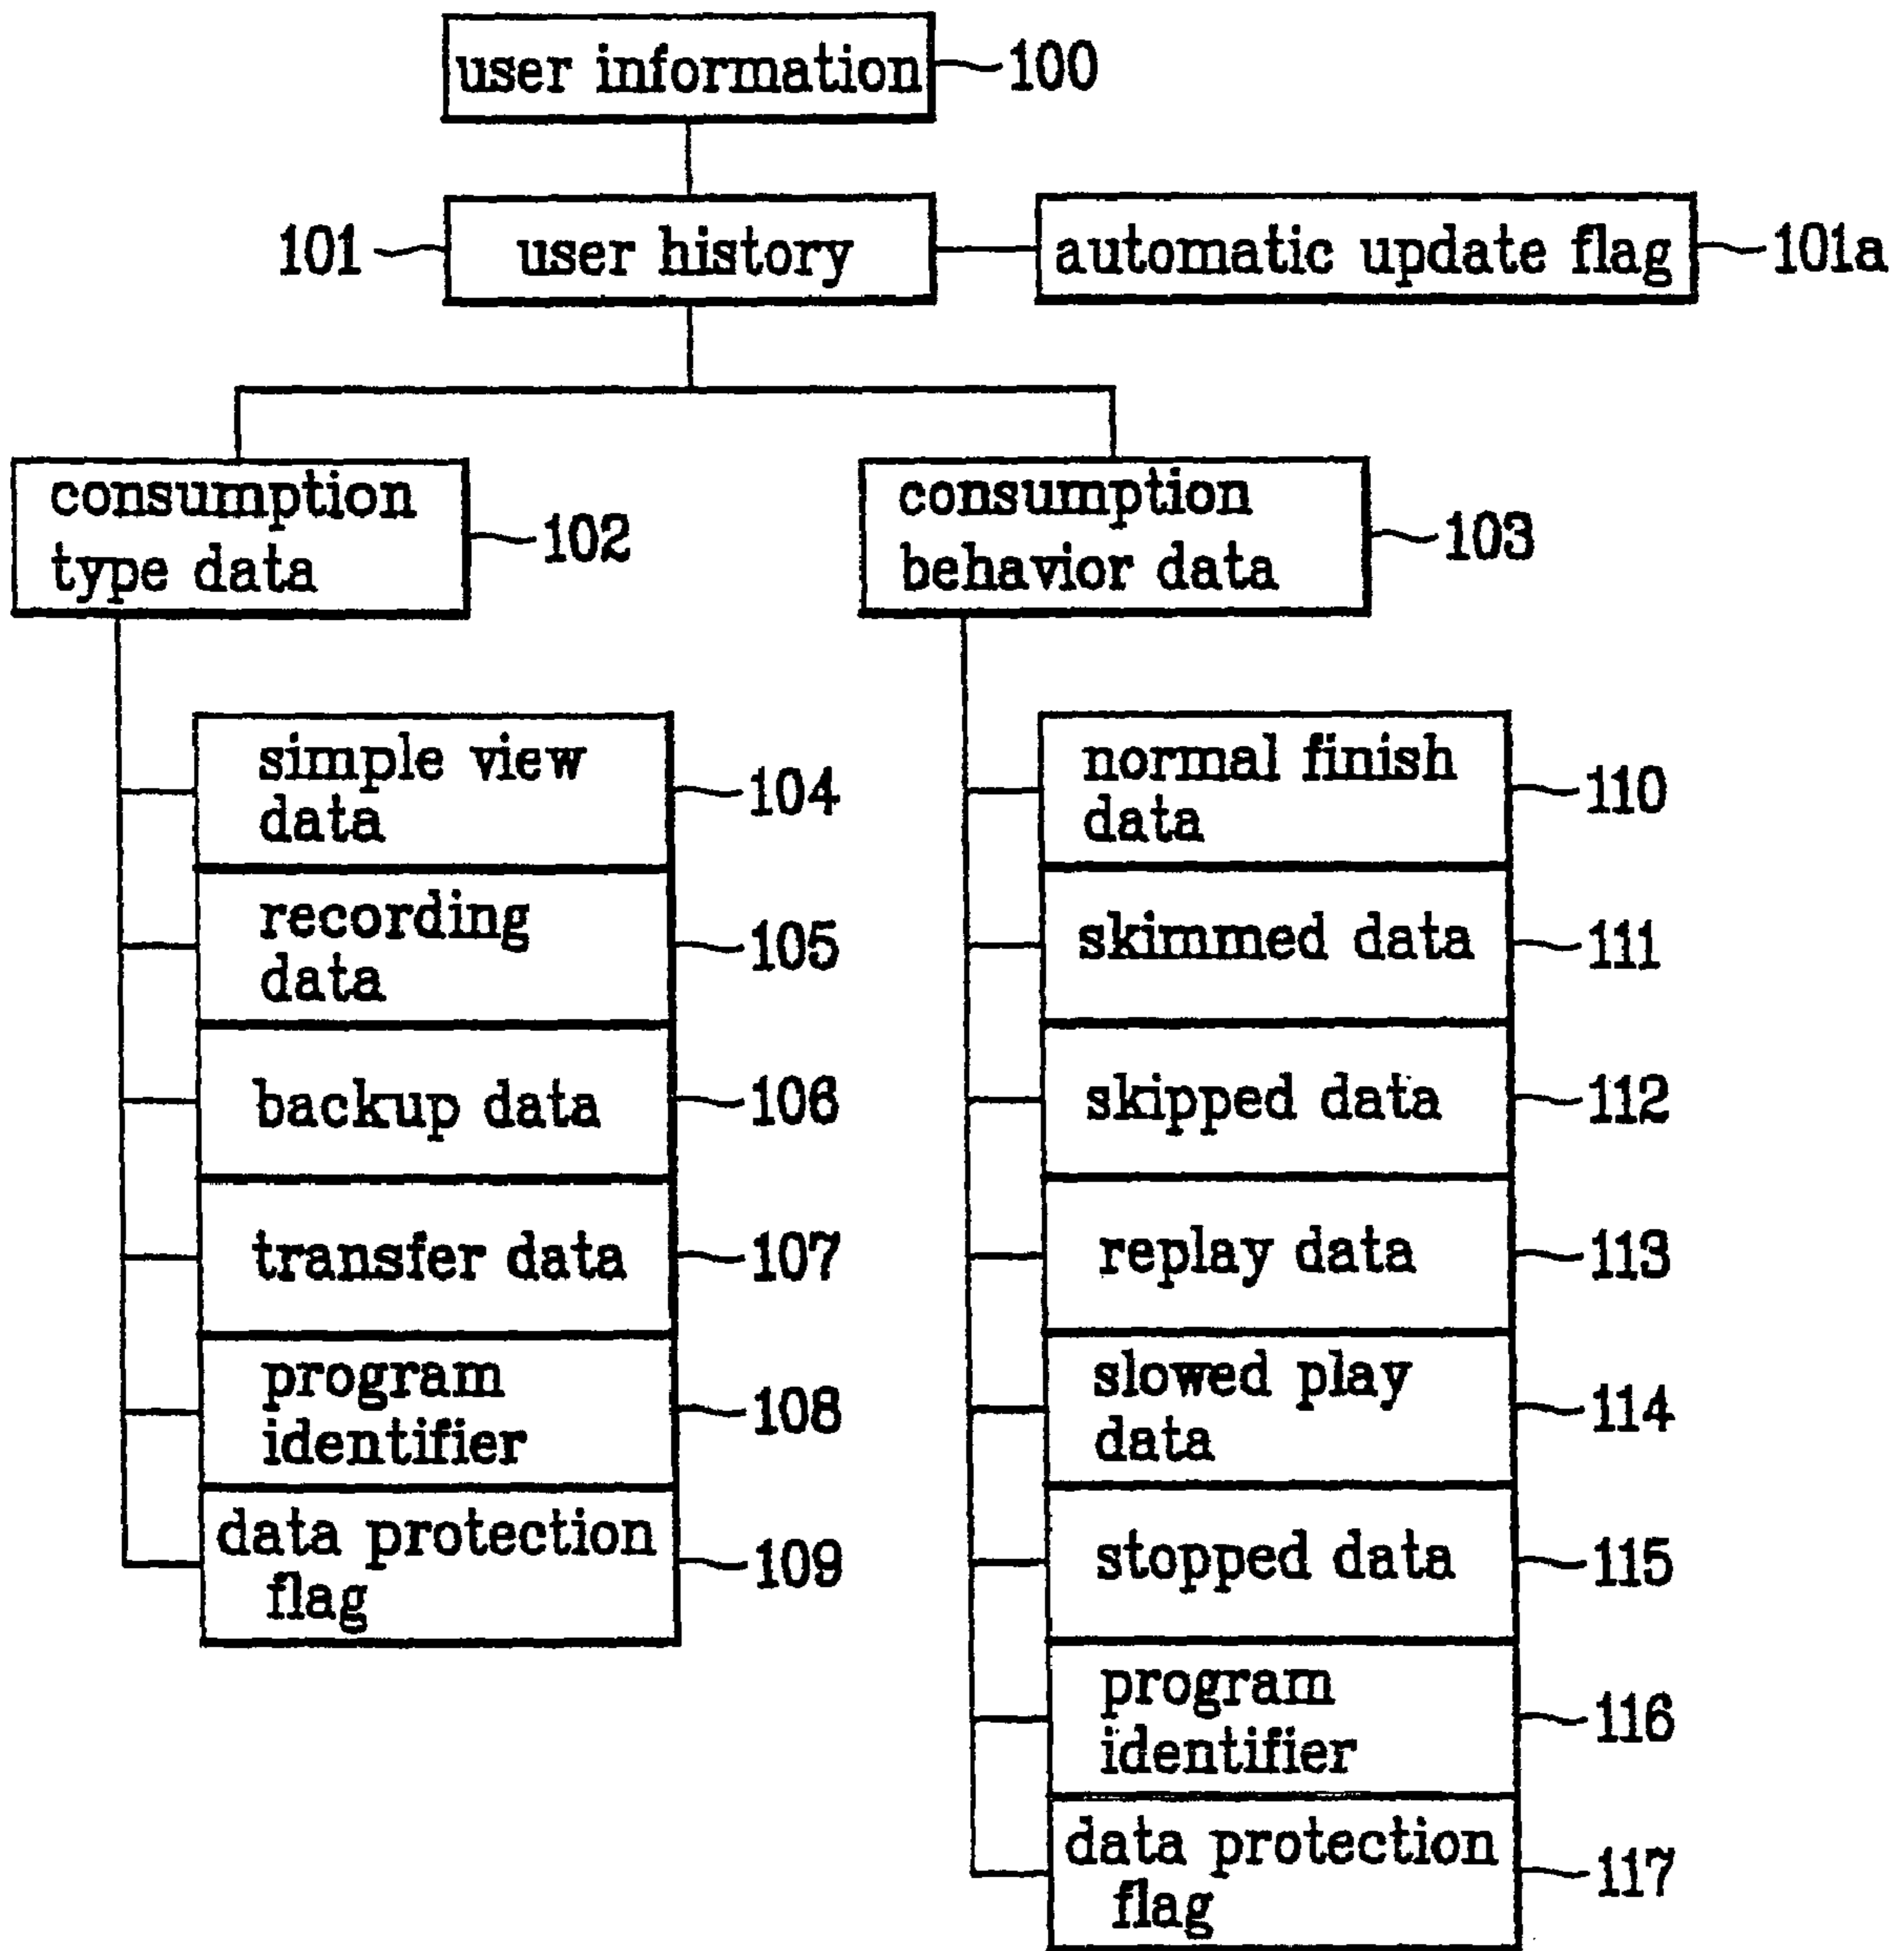 user information
100
101
user history
automatic update flag
101a
consumption
type data
102
consumption
behavior data
103
simple view
data
104
recording
data
105
backup data
106
transfer data
107
program
identifier
108
data protection
flag
109
normal finish
data
110
skimmed data
111
skipped data
112
replay data
113
slowed play
data
114
stopped data
115
program
identifier
116
data protection
flag
117